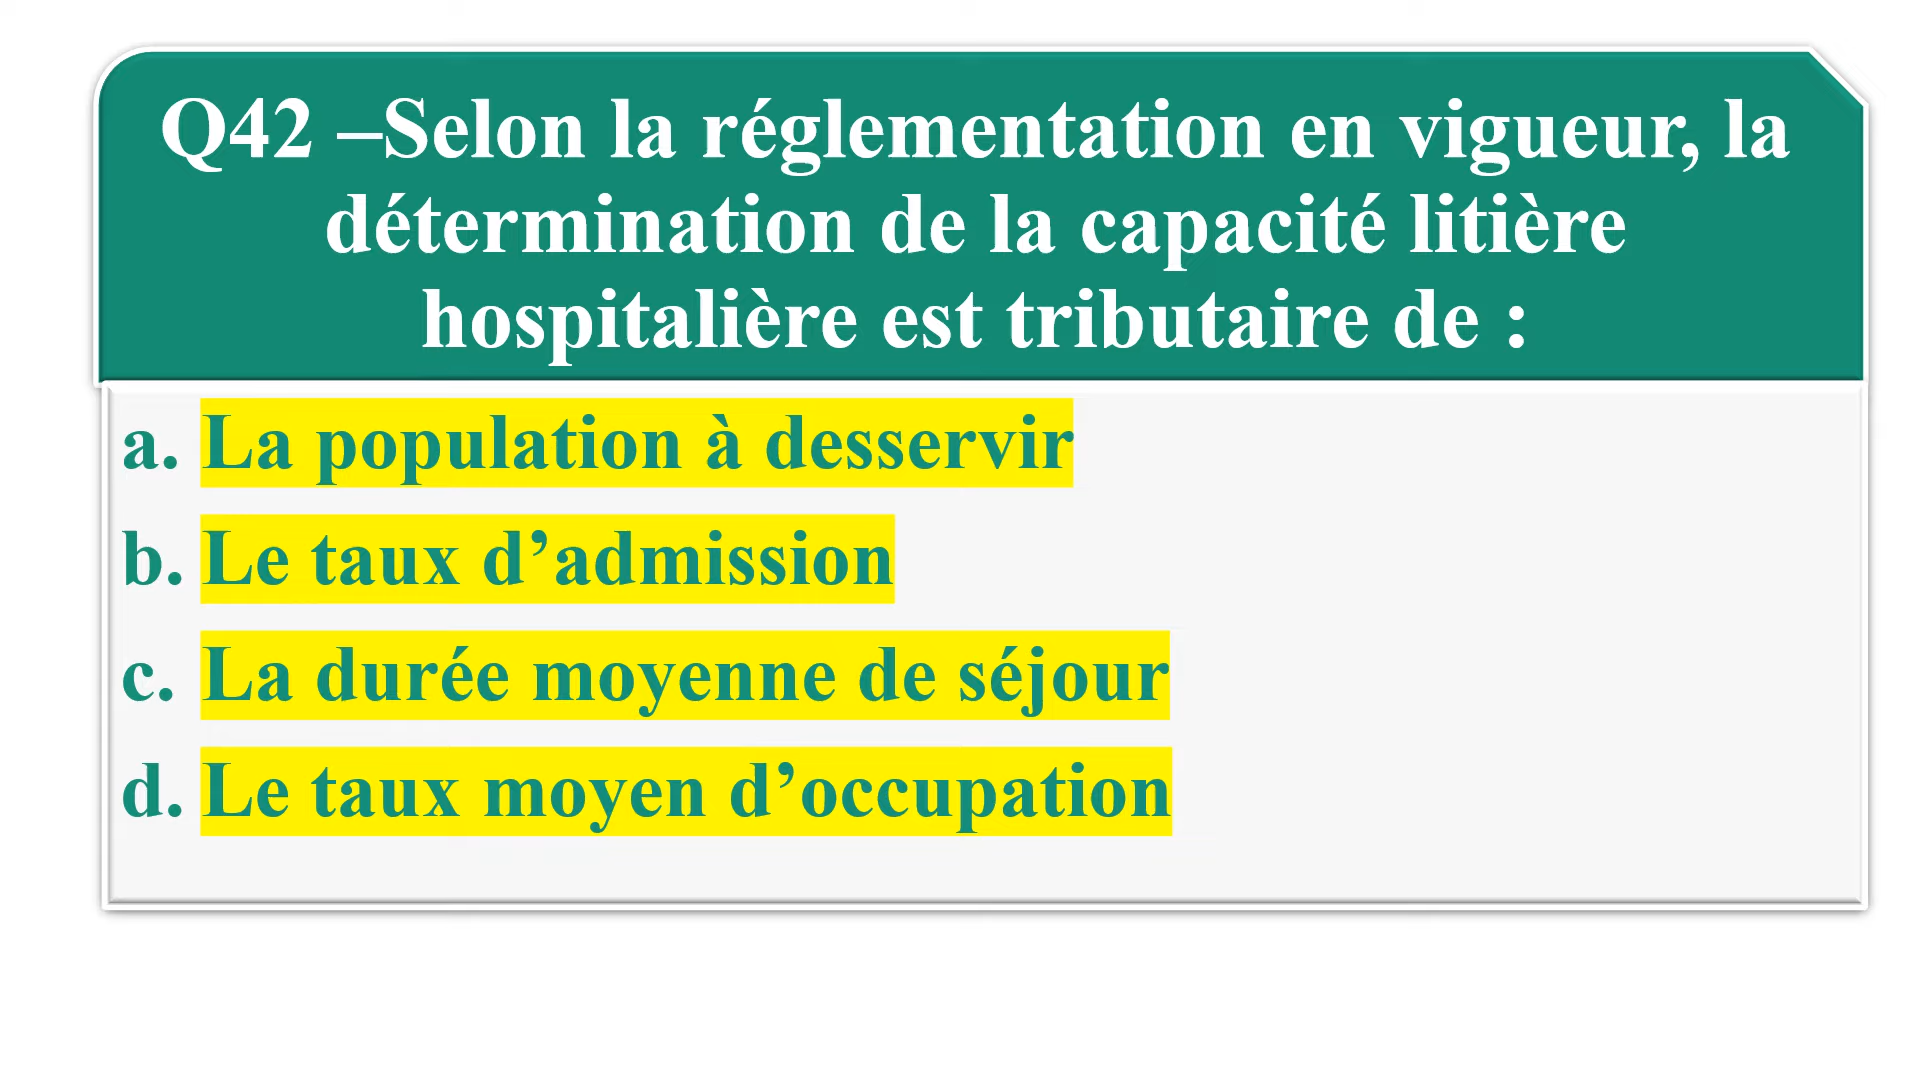 Q42 –Selon la réglementation en vigueur, la
détermination de la capacité litière
hospitalière est tributaire de :
a. La population à desservir
b. Le taux d’admission
c. La durée moyenne de séjour
d. Le taux moyen d’occupation